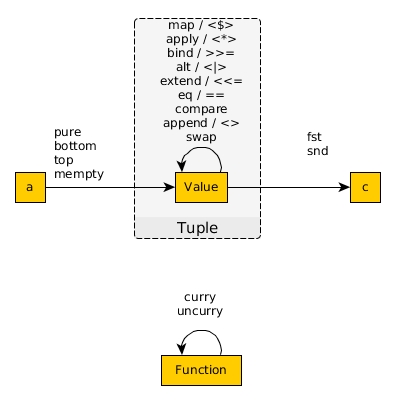 map / <$>
apply / <*>
bind / >>=
alt / <|>
extend / <<=
eq / ==
compare
append / <>
swap
pure
bottom
top
mempty
fst
snd
a
Value
c
Tuple
curry
uncurry
Function